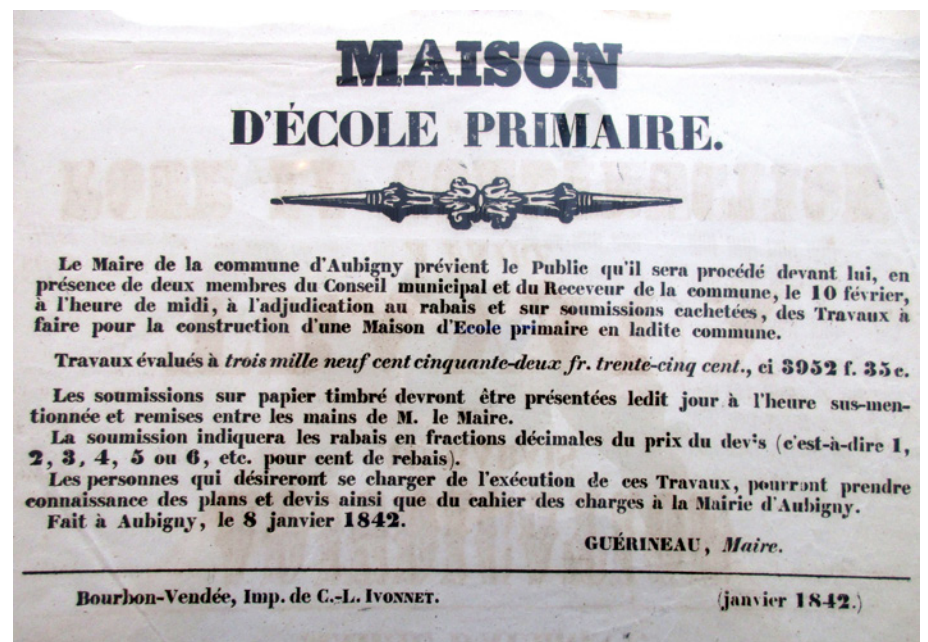 MAISON
D'ÉCOLE PRIMAIRE.
Le Maire de la commune d'Aubigny prévient le Public qu'il sera procédé devant lui, en
présence de deux membres du Conseil municipal et du Receveur de la commune, le 10 février,
à l'heure de midi, à l'adjudication au rabais et sur soumissions cachetées, des Travaux à
faire pour la construction d'une Maison d'Ecole primaire en ladite commune.
Travaux évalués à trois mille neuf cent cinquante-deux fr. trente-cinq cent., ci 3952 f. 35 c.
Les soumissions sur papier timbré devront être présentées ledit jour à l'heure sus-men-
tionnée et remises entre les mains de M. le Maire.
La soumission indiquera les rabais en fractions décimales du prix du devis (c'est-à-dire 1,
2, 3, 4, 5 ou 6, etc. pour cent de rebais).
Les personnes qui désireront se charger de l'exécution de ces Travaux, pourront prendre
connaissance des plans et devis ainsi que du cahier des charges à la Mairie d'Aubigny.
Fait à Aubigny, le 8 janvier 1842.
GUÉRINEAU, Maire.
Bourbon-Vendée, Imp. de C.-L. IVONNET.
(janvier 1842.)